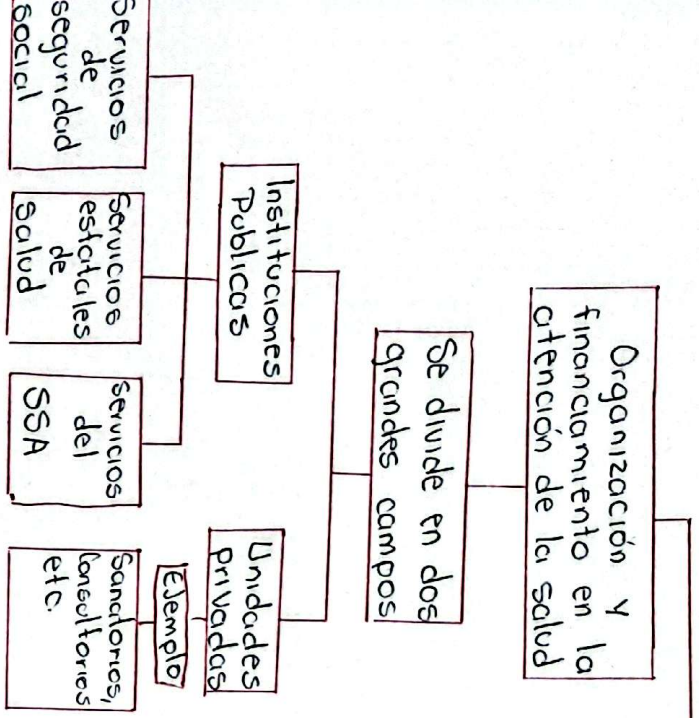 Organización y
financiamiento en la
atención de la salud
Se divide en dos
grandes campos
Instituciones
Publicas
Unidades
privadas
Ejemplo
Servicios
de
seguridad
social
Servicios
estatales
de
salud
Servicios
del
SSA
Sanatorios,
Consultorios
etc.